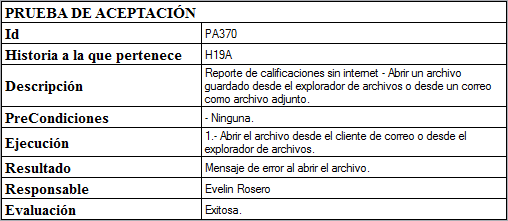 PRUEBA DE ACEPTACIÓN
Id PA370
Historia a la que pertenece H19A
Descripción Reporte de calificaciones sin internet - Abrir un archivo
guardado desde el explorador de archivos o desde un correo
como archivo adjunto.
PreCondiciones - Ninguna.
Ejecución 1.- Abrir el archivo desde el cliente de correo o desde el
explorador de archivos.
Resultado Mensaje de error al abrir el archivo.
Responsable Evelin Rosero
Evaluación Exitosa.